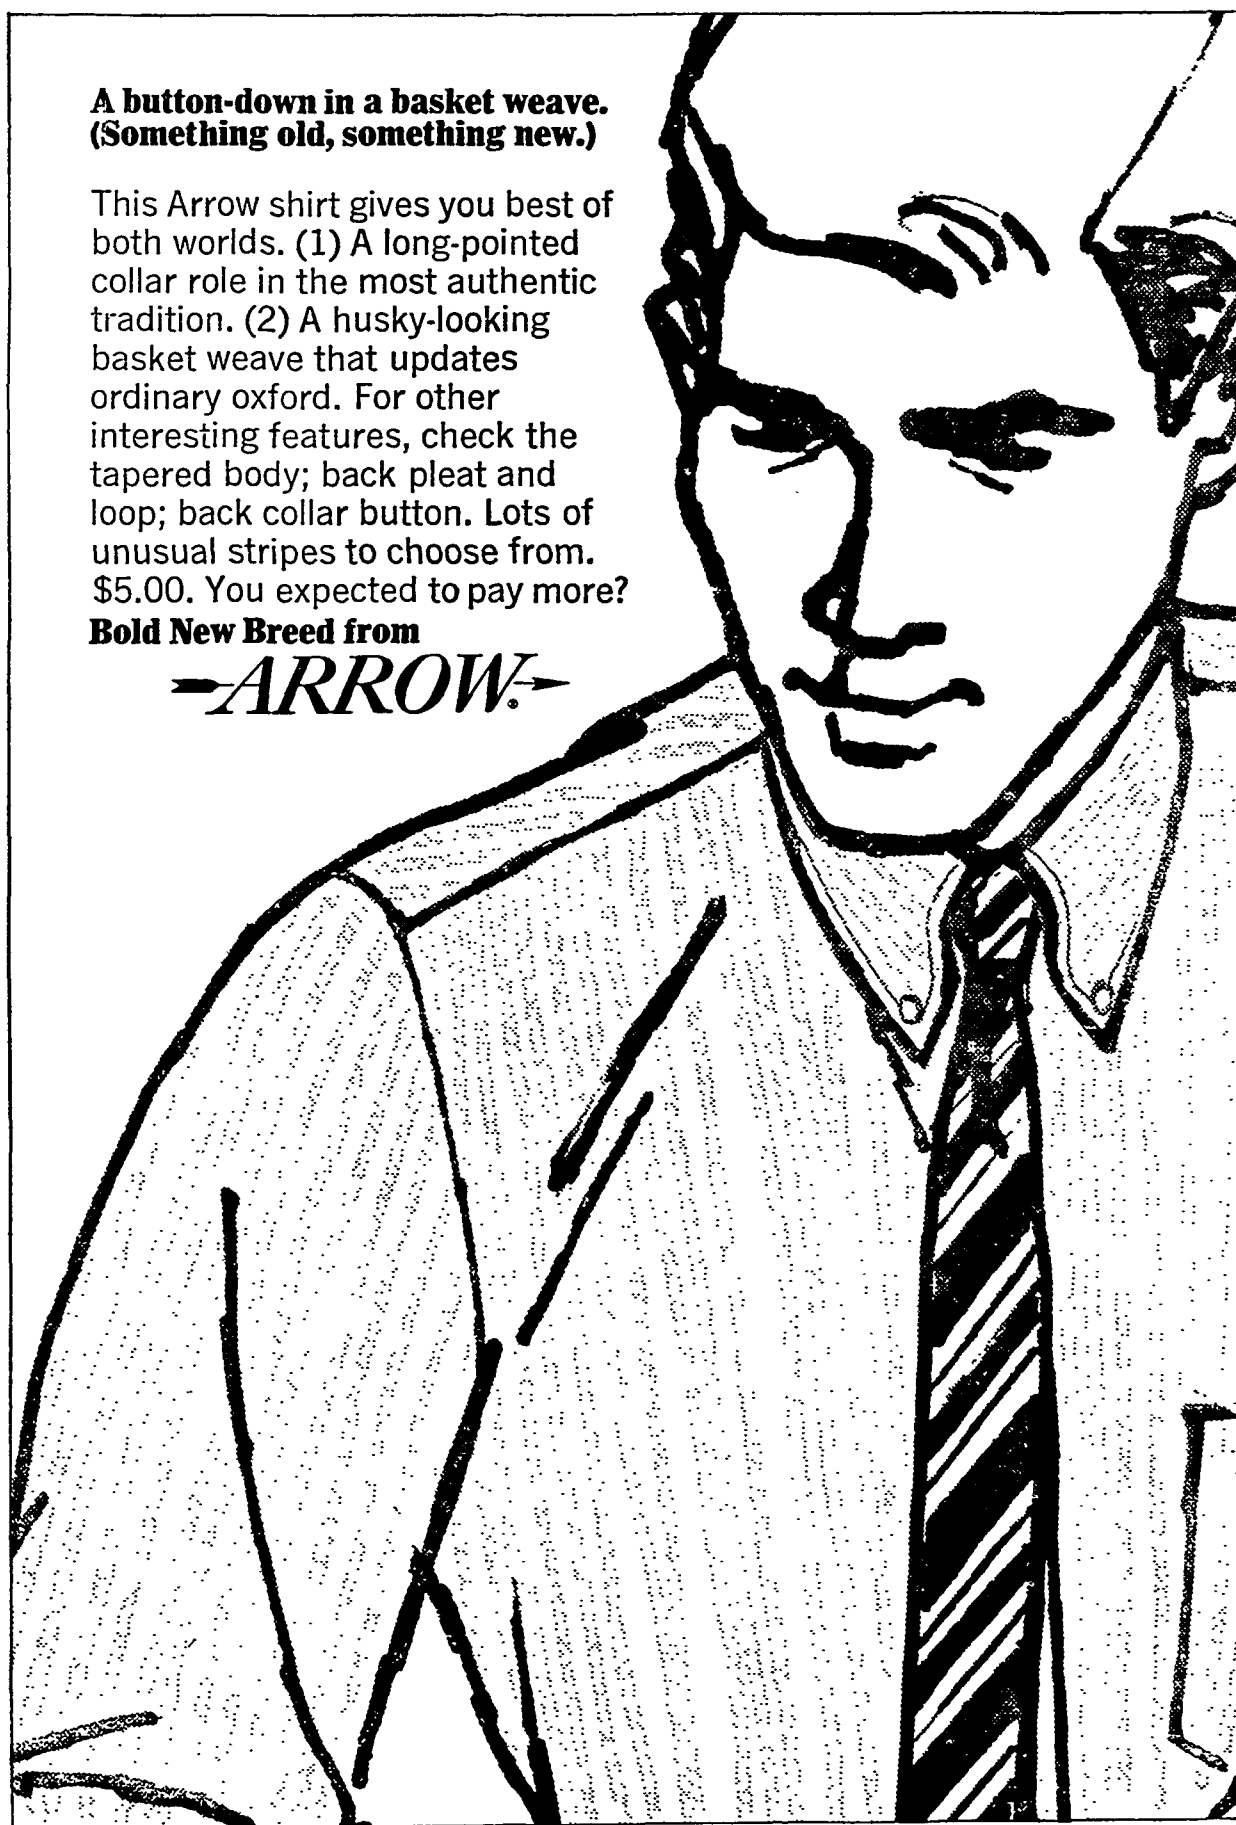 A button-down in a basket weave.
(Something old, something new.)
This Arrow shirt gives you best of
both worlds. (1) A long-pointed
collar role in the most authentic
tradition. (2) A husky-looking
basket weave that updates
ordinary oxford. For other
interesting features, check the
tapered body; back pleat and
loop; back collar button. Lots of
unusual stripes to choose from.
$5.00. You expected to pay more?
Bold New Breed from
ARROW®